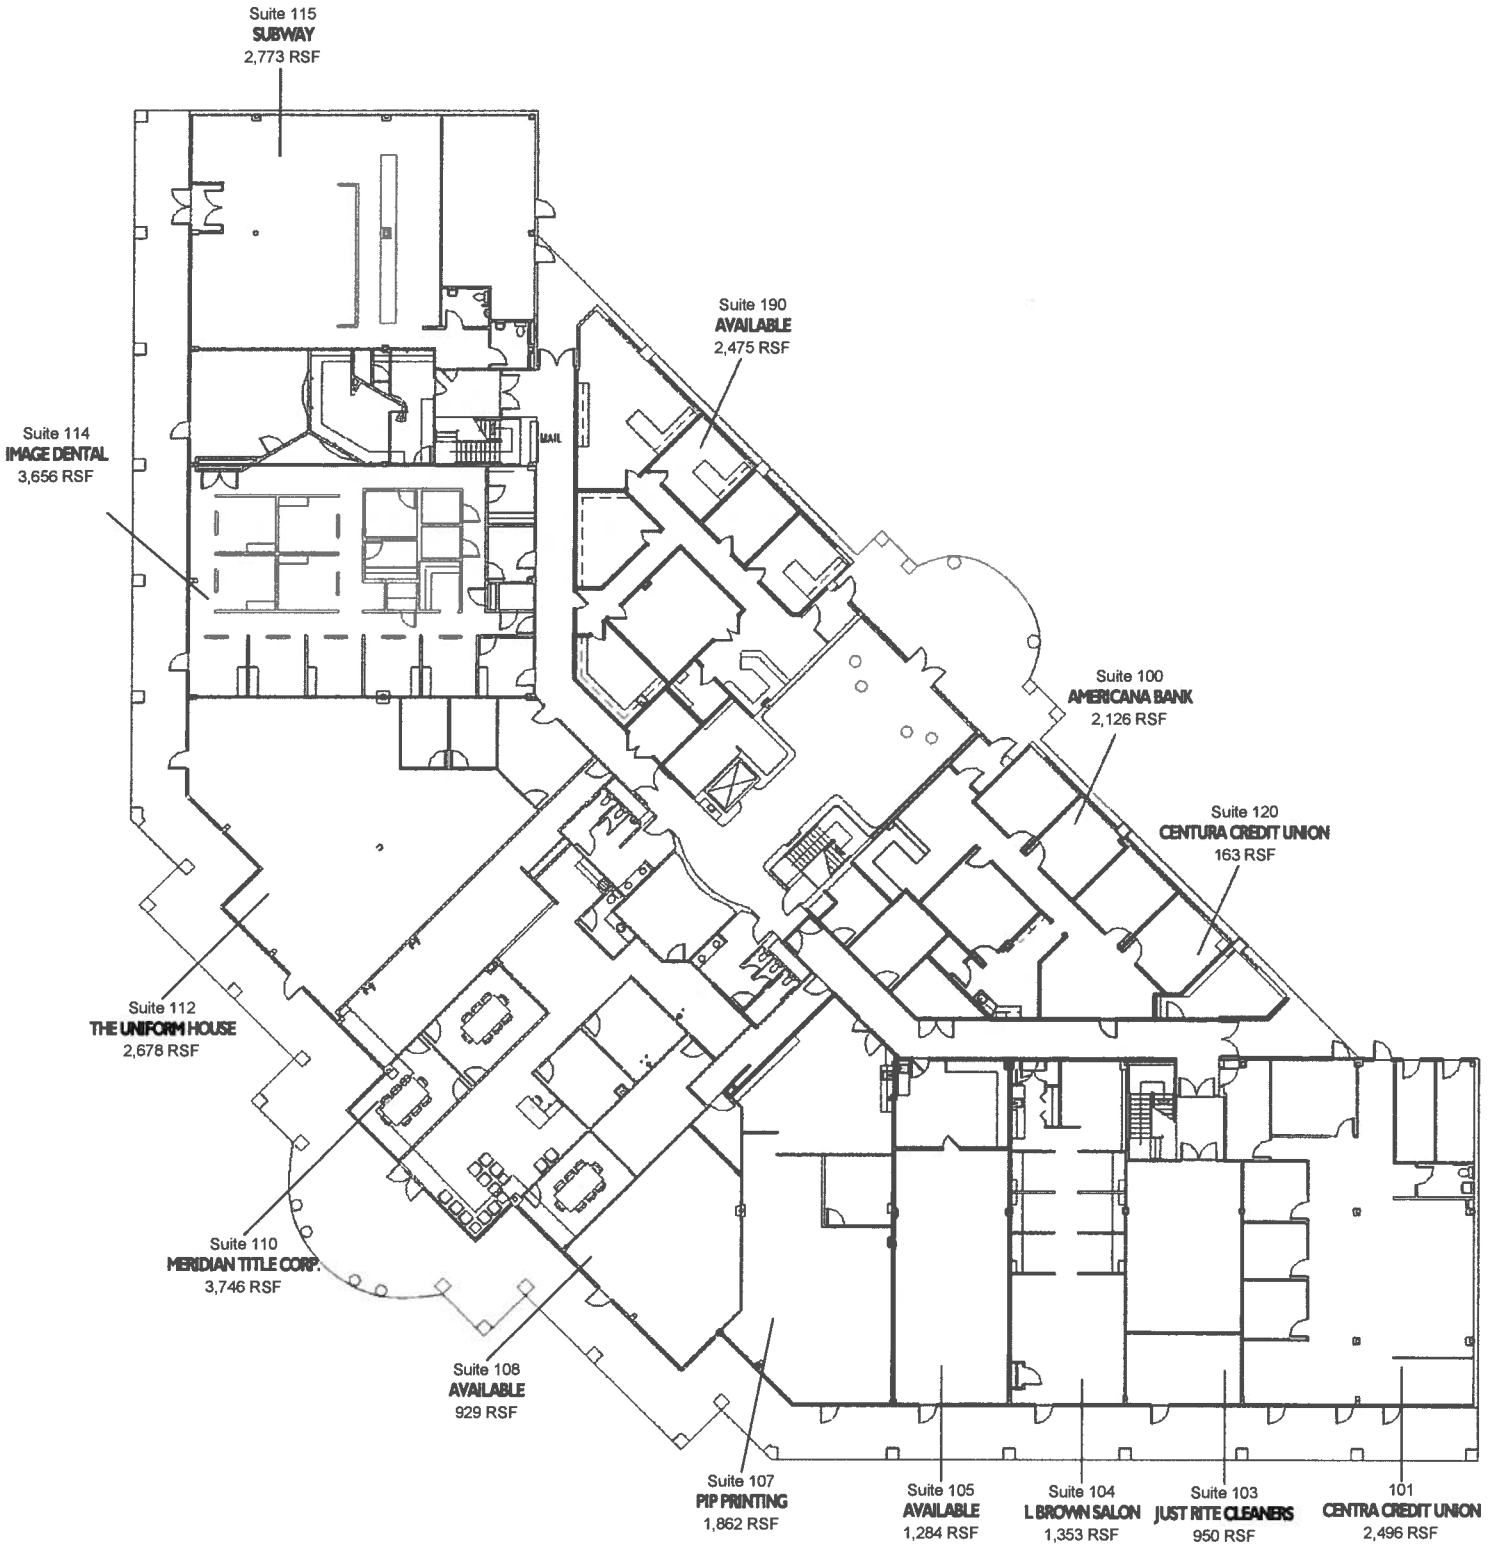 Suite 115
SUBWAY
2,773 RSF
Suite 190
AVAILABLE
2,475 RSF
MAIL
Suite 114
IMAGE DENTAL
3,656 RSF
Suite 100
AMERICANA BANK
2,126 RSF
Suite 120
CENTURA CREDIT UNION
163 RSF
Suite 112
THE UNIFORM HOUSE
2,678 RSF
Suite 110
MERIDIAN TITLE CORP.
3,746 RSF
Suite 108
AVAILABLE
929 RSF
Suite 107
PIP PRINTING
1,862 RSF
Suite 105
AVAILABLE
1,284 RSF
Suite 104
L BROWN SALON
1,353 RSF
Suite 103
JUST RITE CLEANERS
950 RSF
101
CENTRA CREDIT UNION
2,496 RSF